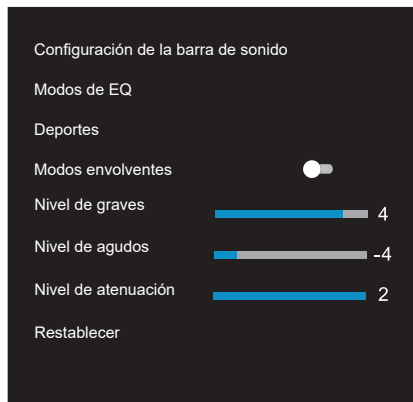 Configuración de la barra de sonido
Modos de EQ
Deportes
Modos envolventes
Nivel de graves 4
Nivel de agudos -4
Nivel de atenuación 2
Restablecer